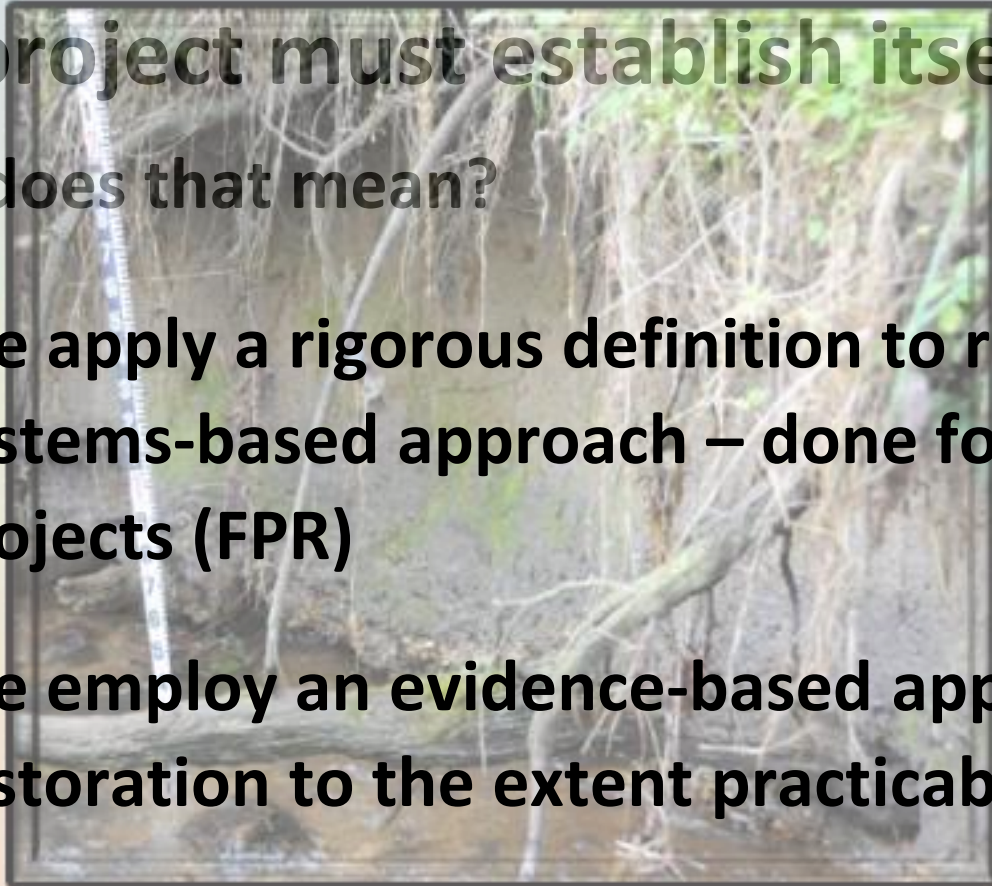 project must establish itse
does that mean?
e apply a rigorous definition to r
stems-based approach – done fo
ojects (FPR)
e employ an evidence-based app
storation to the extent practicab